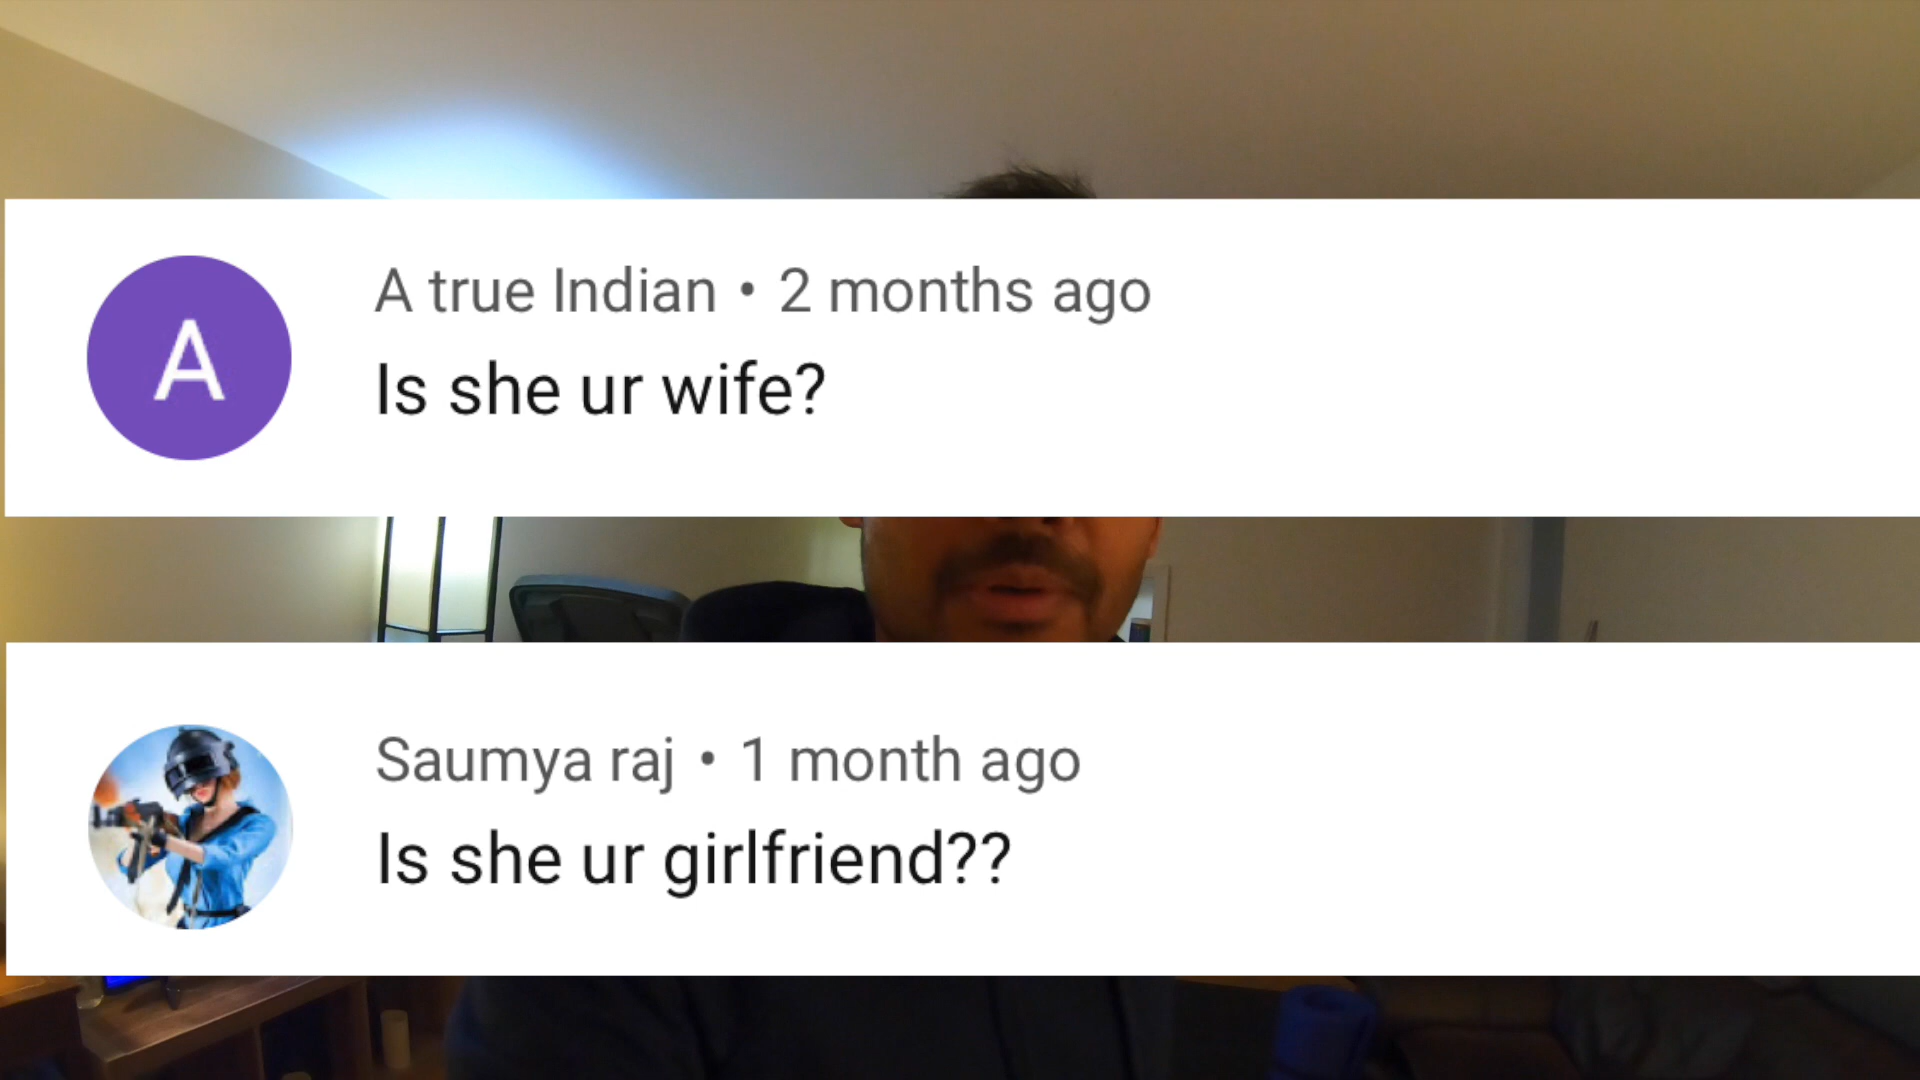 A
A true Indian • 2 months ago
Is she ur wife?
Saumya raj • 1 month ago
Is she ur girlfriend??